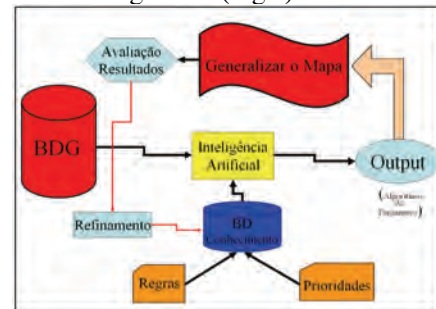 Avaliação
Resultados
Generalizar o Mapa
BDG
Inteligência
Artificial
Output
Refinamento
BD
Conhecimento
Regras
Prioridades